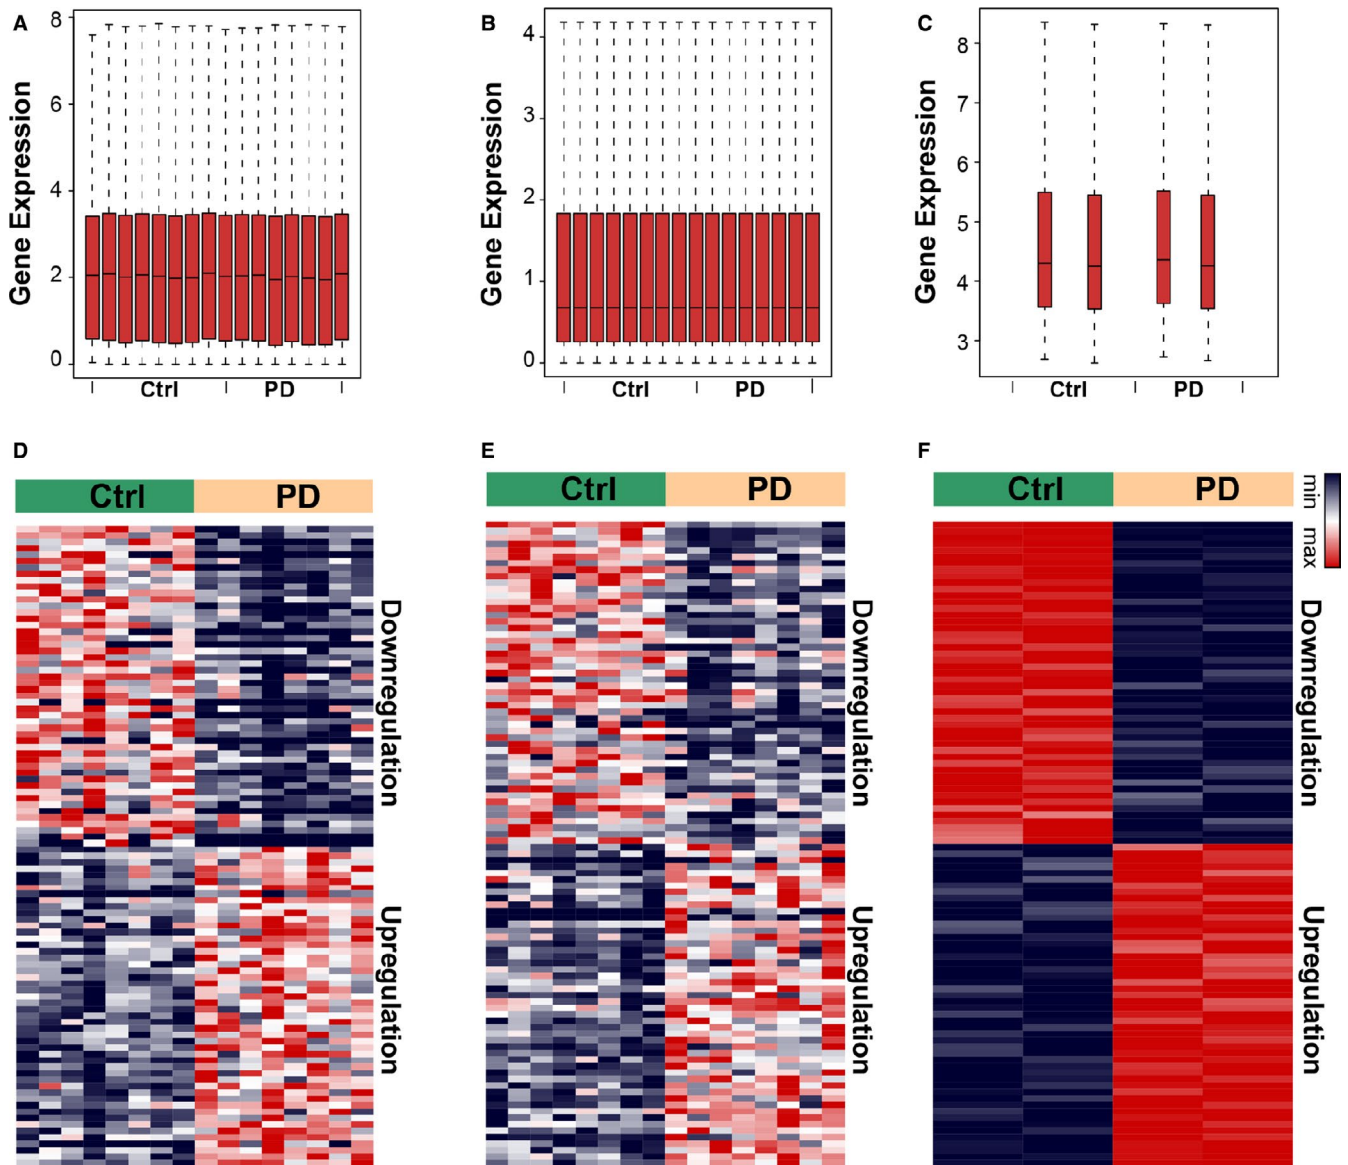 A
Gene Expression
8
6
4
2
0
Ctrl
PD
B
Gene Expression
4
3
2
1
0
Ctrl
PD
C
Gene Expression
8
7
6
5
4
3
Ctrl
PD
D
Ctrl
PD
Downregulation
Upregulation
E
Ctrl
PD
Downregulation
Upregulation
F
Ctrl
PD
min
max
Downregulation
Upregulation